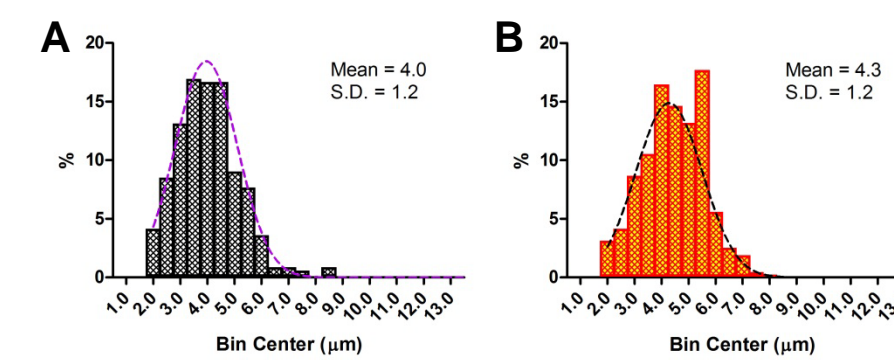 A
B
20
15
10
5
0
%
Mean = 4.0
S.D. = 1.2
1.0 2.0 3.0 4.0 5.0 6.0 7.0 8.0 9.0 10.0 11.0 12.0 13.0
Bin Center (μm)
20
15
10
5
0
%
Mean = 4.3
S.D. = 1.2
1.0 2.0 3.0 4.0 5.0 6.0 7.0 8.0 9.0 10.0 11.0 12.0
Bin Center (μm)